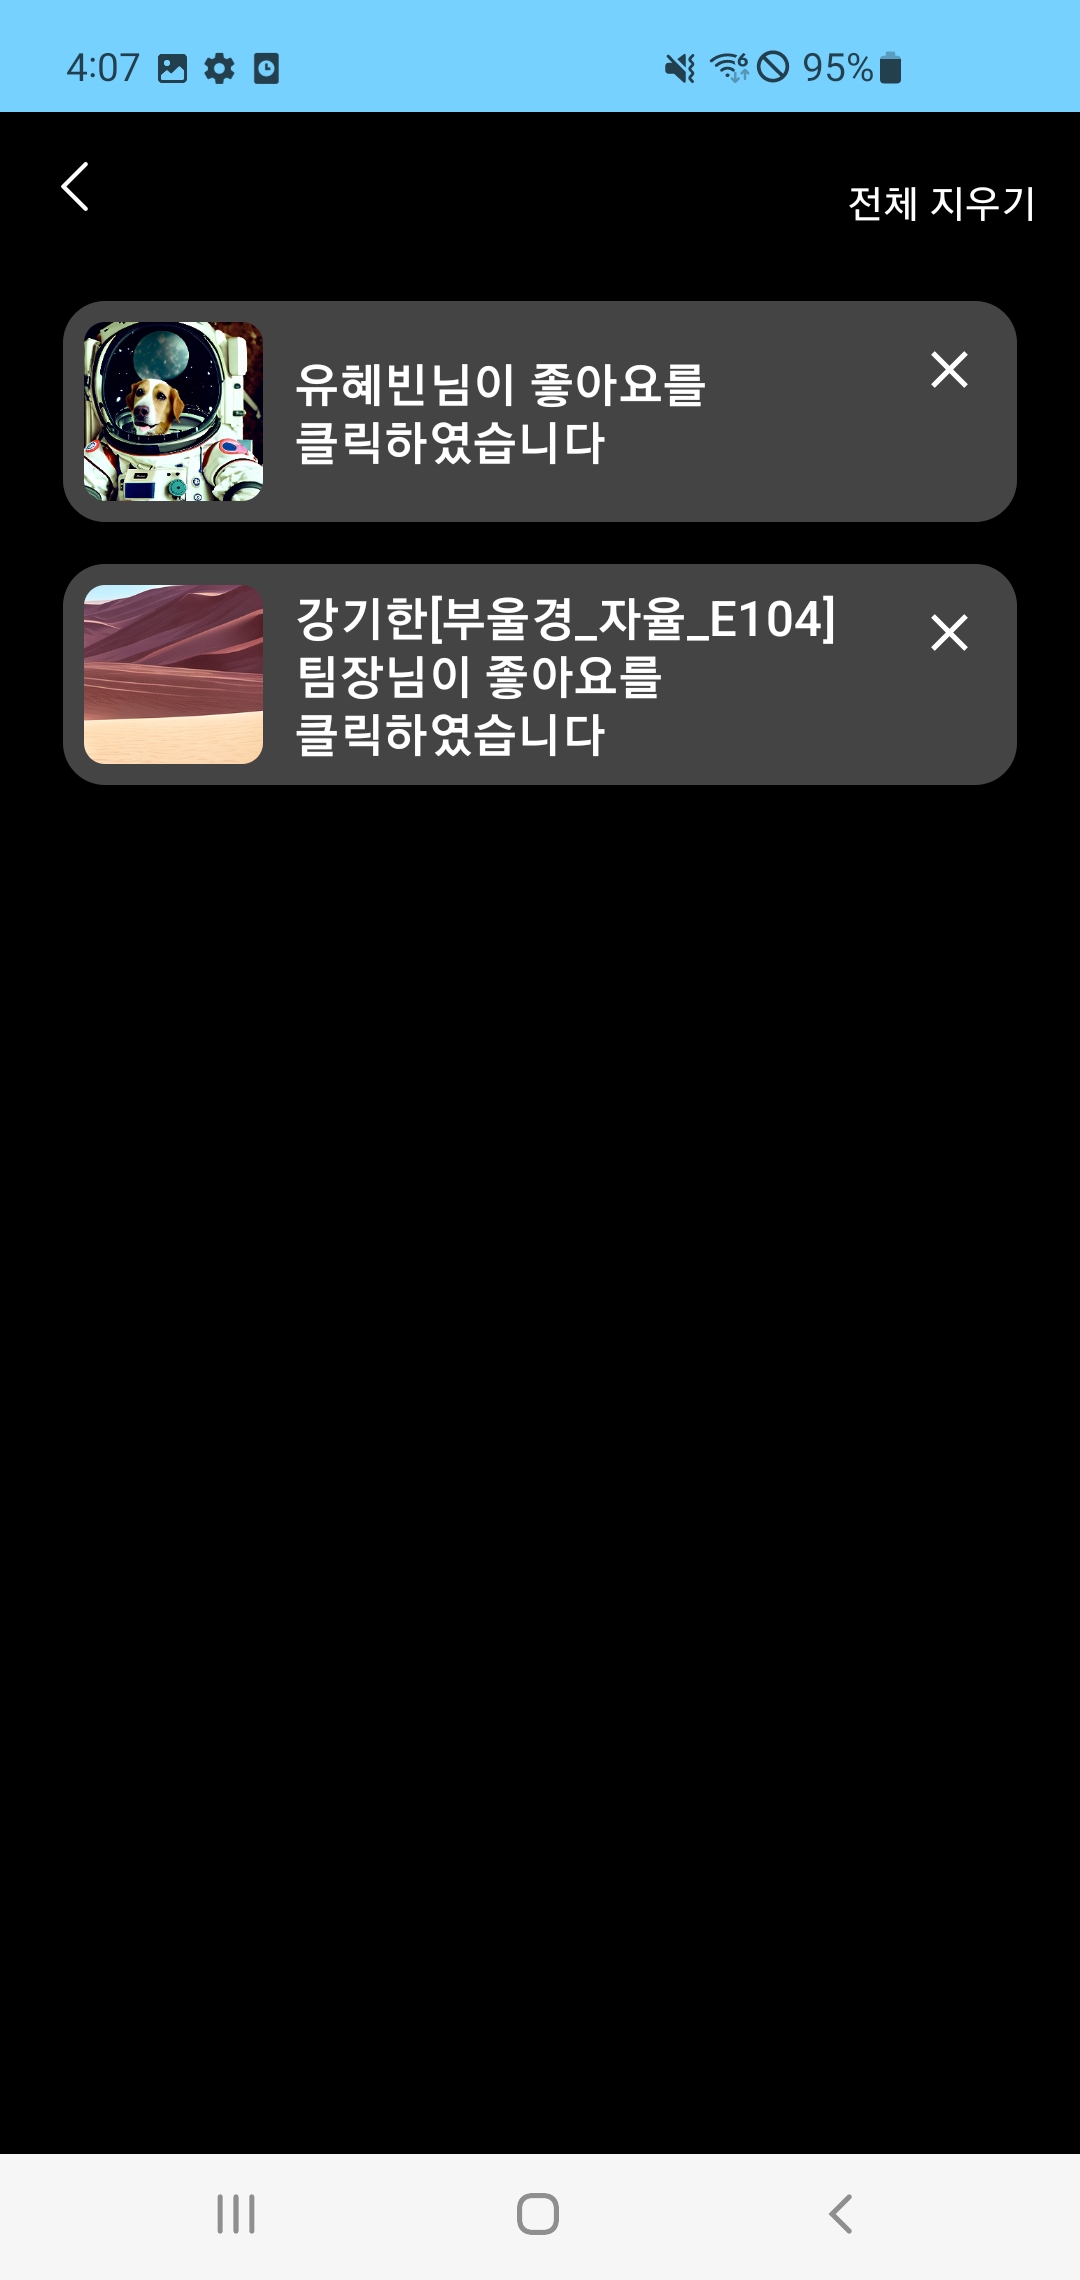 4:07
95%
전체 지우기
유혜빈님이 좋아요를
클릭하였습니다
강기한[부울경_자율_E104]
팀장님이 좋아요를
클릭하였습니다